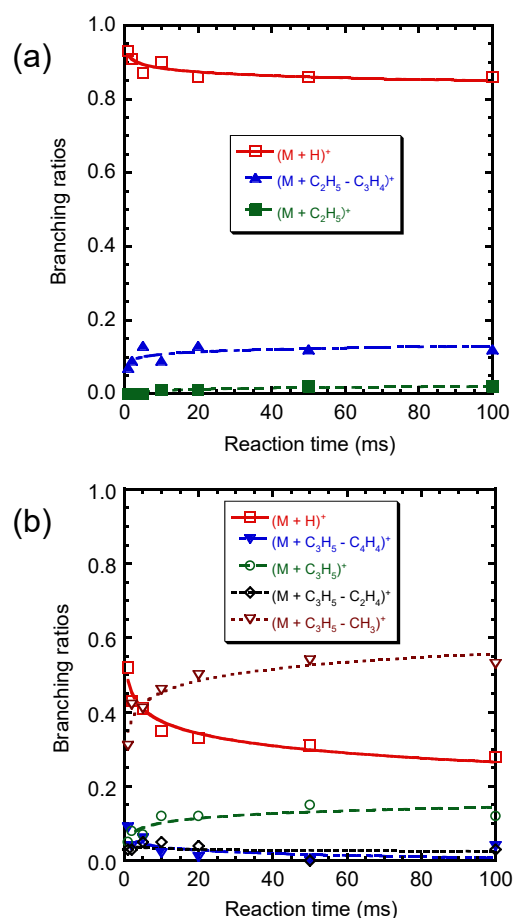 (a)
1.0
0.8
0.6
0.4
0.2
0.0
Branching ratios
(M + H)⁺
(M + C₂H₅ - C₃H₄)⁺
(M + C₂H₅)⁺
0 20 40 60 80 100
Reaction time (ms)
(b)
1.0
0.8
0.6
0.4
0.2
0.0
Branching ratios
(M + H)⁺
(M + C₃H₅ - C₄H₄)⁺
(M + C₃H₅)⁺
(M + C₃H₅ - C₂H₄)⁺
(M + C₃H₅ - CH₃)⁺
0 20 40 60 80 100
Reaction time (ms)